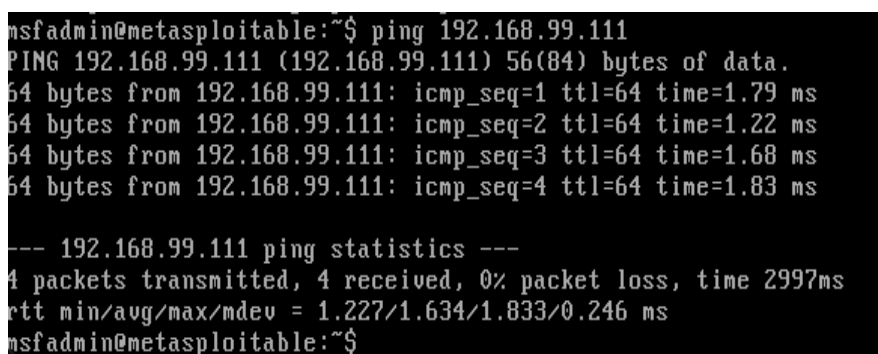 msfadmin@metasploitable:~$ ping 192.168.99.111
PING 192.168.99.111 (192.168.99.111) 56(84) bytes of data.
64 bytes from 192.168.99.111: icmp_seq=1 ttl=64 time=1.79 ms
64 bytes from 192.168.99.111: icmp_seq=2 ttl=64 time=1.22 ms
64 bytes from 192.168.99.111: icmp_seq=3 ttl=64 time=1.68 ms
64 bytes from 192.168.99.111: icmp_seq=4 ttl=64 time=1.83 ms
--- 192.168.99.111 ping statistics ---
4 packets transmitted, 4 received, 0% packet loss, time 2997ms
rtt min/avg/max/mdev = 1.227/1.634/1.833/0.246 ms
msfadmin@metasploitable:~$